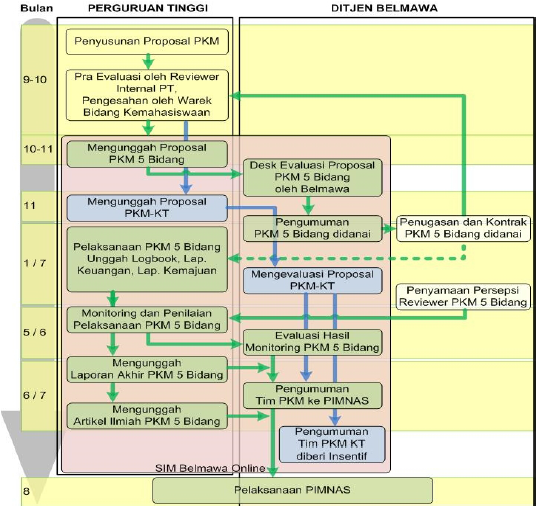 Bulan
PERGURUAN TINGGI
DITJEN BELMAWA
9-10
Penyusunan Proposal PKM
Pra Evaluasi oleh Reviewer
Internal PT,
Pengesahan oleh Warek
Bidang Kemahasiswaan
10-11
Mengunggah Proposal
PKM 5 Bidang
Desk Evaluasi Proposal
PKM 5 Bidang
oleh Belmawa
11
Mengunggah Proposal
PKM-KT
Pengumuman
PKM 5 Bidang didanai
Penugasan dan Kontrak
PKM 5 Bidang didanai
1 / 7
Pelaksanaan PKM 5 Bidang
Unggah Logbook, Lap.
Keuangan, Lap. Kemajuan
Mengevaluasi Proposal
PKM-KT
Penyamaan Persepsi
Reviewer PKM 5 Bidang
5 / 6
Monitoring dan Penilaian
Pelaksanaan PKM 5 Bidang
Evaluasi Hasil
Monitoring PKM 5 Bidang
6 / 7
Mengunggah
Laporan Akhir PKM 5 Bidang
Pengumuman
Tim PKM ke PIMNAS
Mengunggah
Artikel Ilmiah PKM 5 Bidang
Pengumuman
Tim PKM KT
diberi Insentif
SIM Belmawa Online
8
Pelaksanaan PIMNAS